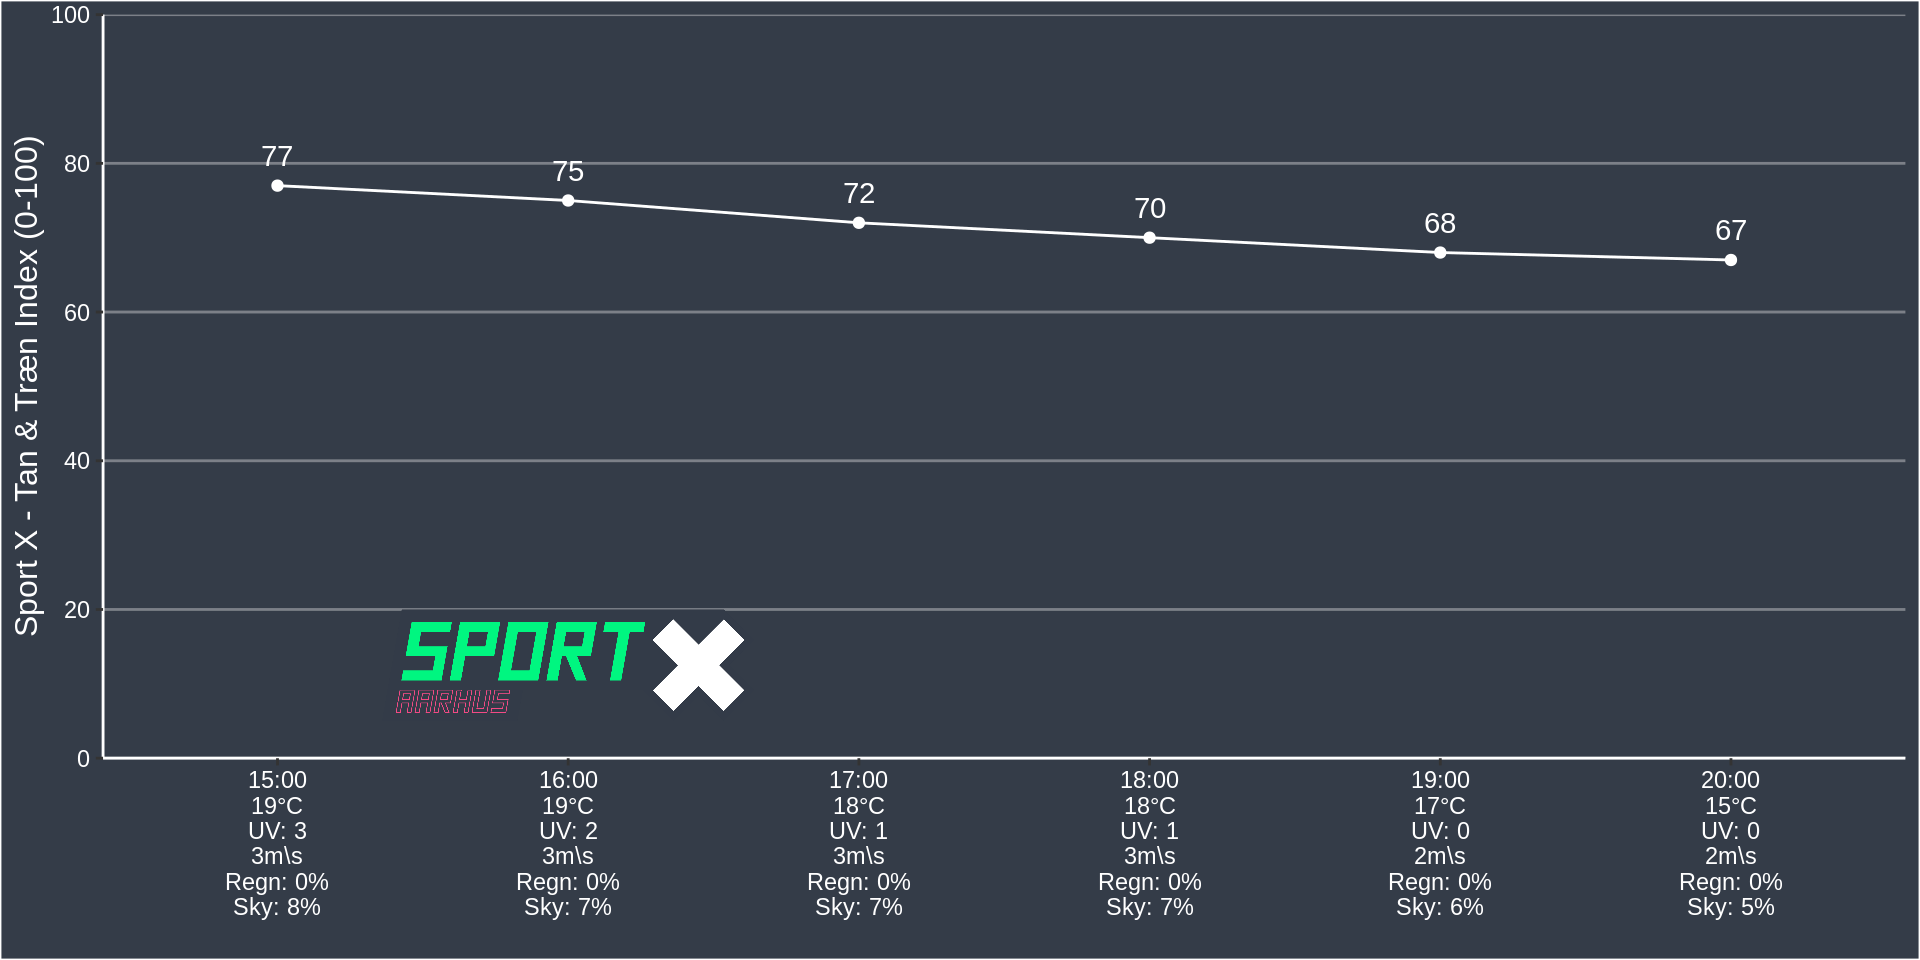 Sport X - Tan & Træn Index (0-100)
100
80
60
40
20
0
77
75
72
70
68
67
SPORT X
AARHUS
15:00
19°C
UV: 3
3m\s
Regn: 0%
Sky: 8%
16:00
19°C
UV: 2
3m\s
Regn: 0%
Sky: 7%
17:00
18°C
UV: 1
3m\s
Regn: 0%
Sky: 7%
18:00
18°C
UV: 1
3m\s
Regn: 0%
Sky: 7%
19:00
17°C
UV: 0
2m\s
Regn: 0%
Sky: 6%
20:00
15°C
UV: 0
2m\s
Regn: 0%
Sky: 5%